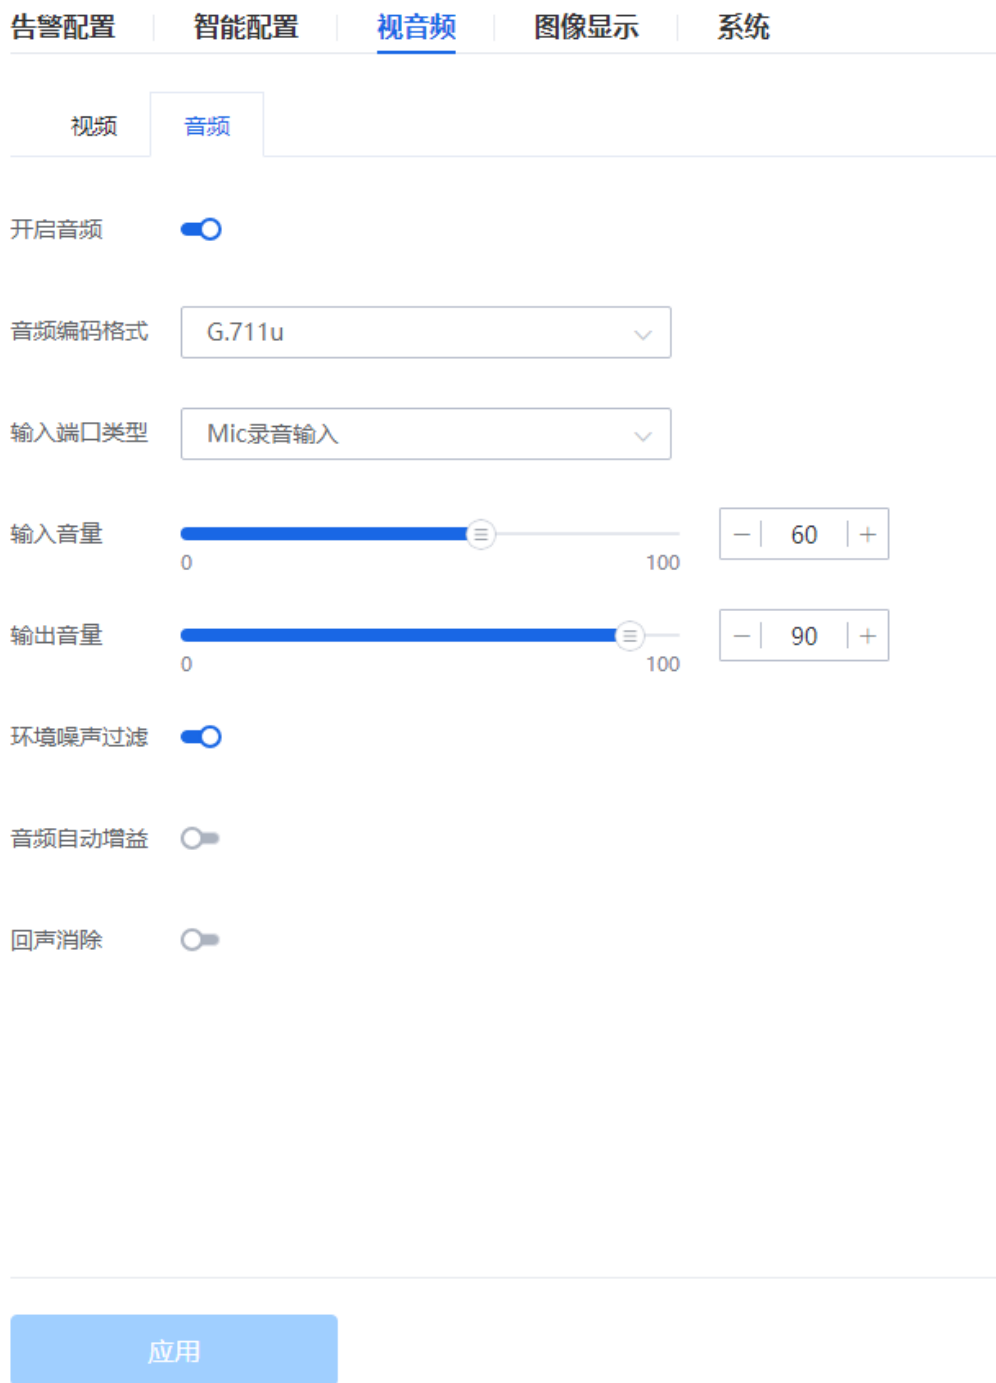 告警配置 智能配置 视音频 图像显示 系统
视频 音频
开启音频
音频编码格式 G.711u
输入端口类型 Mic录音输入
输入音量 60
0 100
输出音量 90
0 100
环境噪声过滤
音频自动增益
回声消除
应用